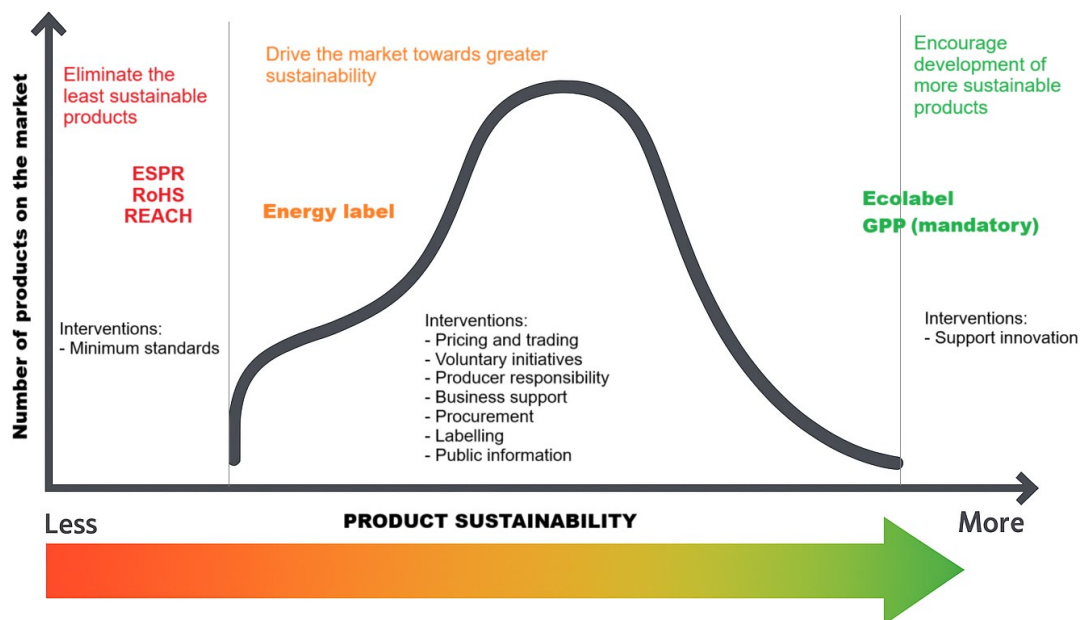 Number of products on the market
Eliminate the
least sustainable
products
ESPR
RoHS
REACH
Interventions:
- Minimum standards
Drive the market towards greater
sustainability
Energy label
Interventions:
- Pricing and trading
- Voluntary initiatives
- Producer responsibility
- Business support
- Procurement
- Labelling
- Public information
Encourage
development of
more sustainable
products
Ecolabel
GPP (mandatory)
Interventions:
- Support innovation
Less
PRODUCT SUSTAINABILITY
More